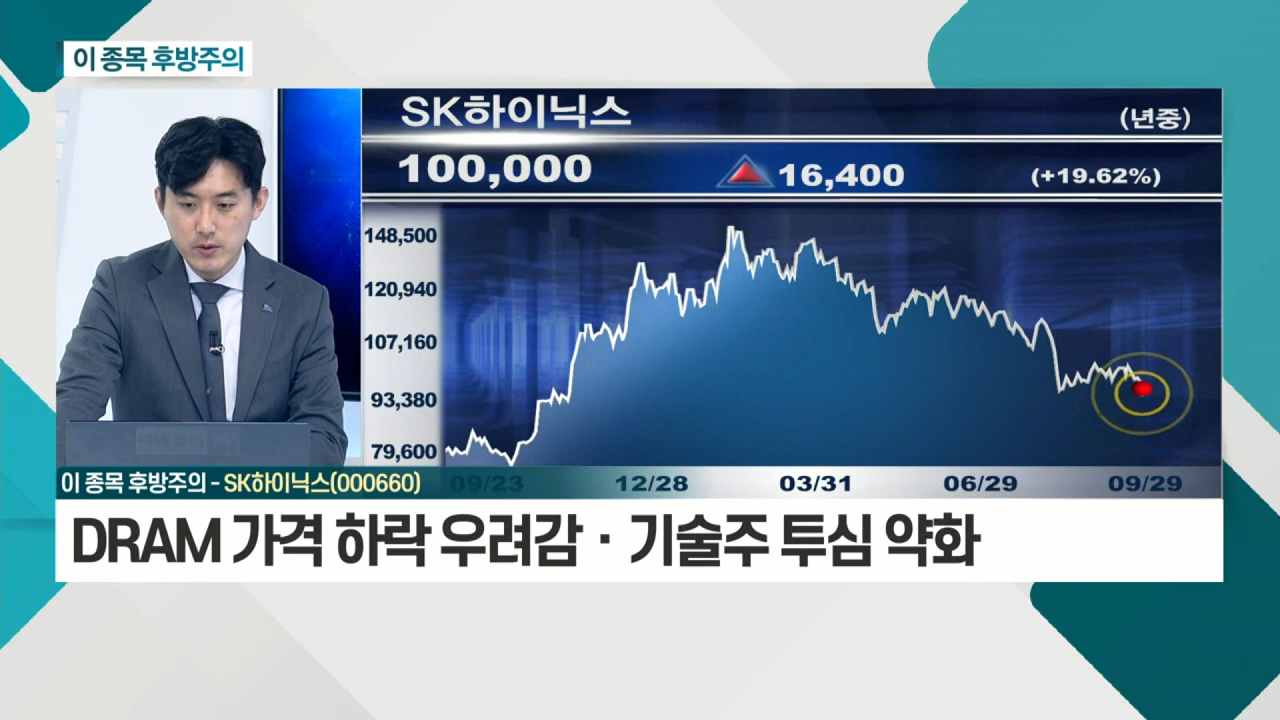 이 종목 후방주의
SK하이닉스
(년중)
100,000
16,400
(+19.62%)
148,500
120,940
107,160
93,380
79,600
09/23
12/28
03/31
06/29
09/29
이 종목 후방주의 - SK하이닉스(000660)
DRAM 가격 하락 우려감 · 기술주 투심 약화